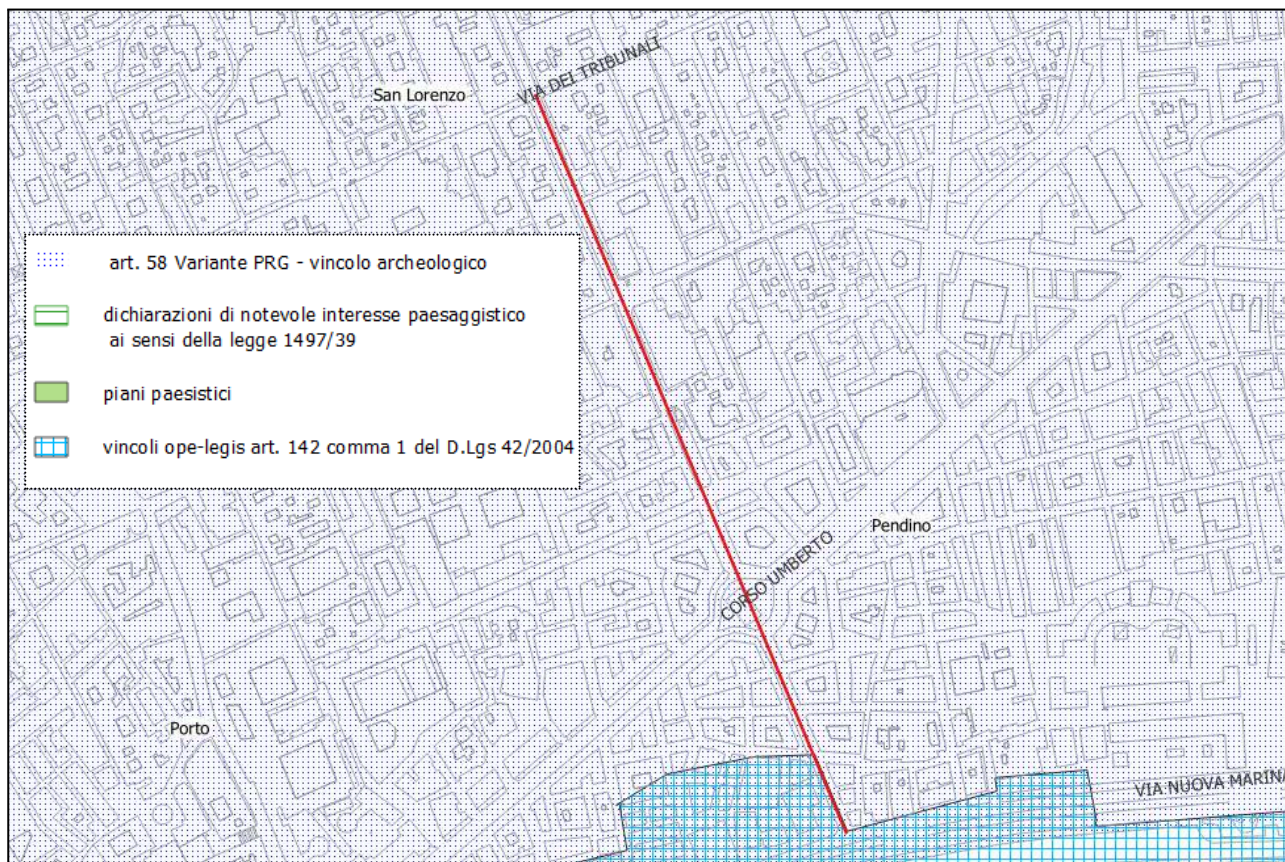 VIA DEI TRIBUNALI
San Lorenzo
art. 58 Variante PRG - vincolo archeologico
dichiarazioni di notevole interesse paesaggistico
ai sensi della legge 1497/39
piani paesistici
vincoli ope-legis art. 142 comma 1 del D.Lgs 42/2004
Pendino
CORSO UMBERTO
Porto
VIA NUOVA MARINA